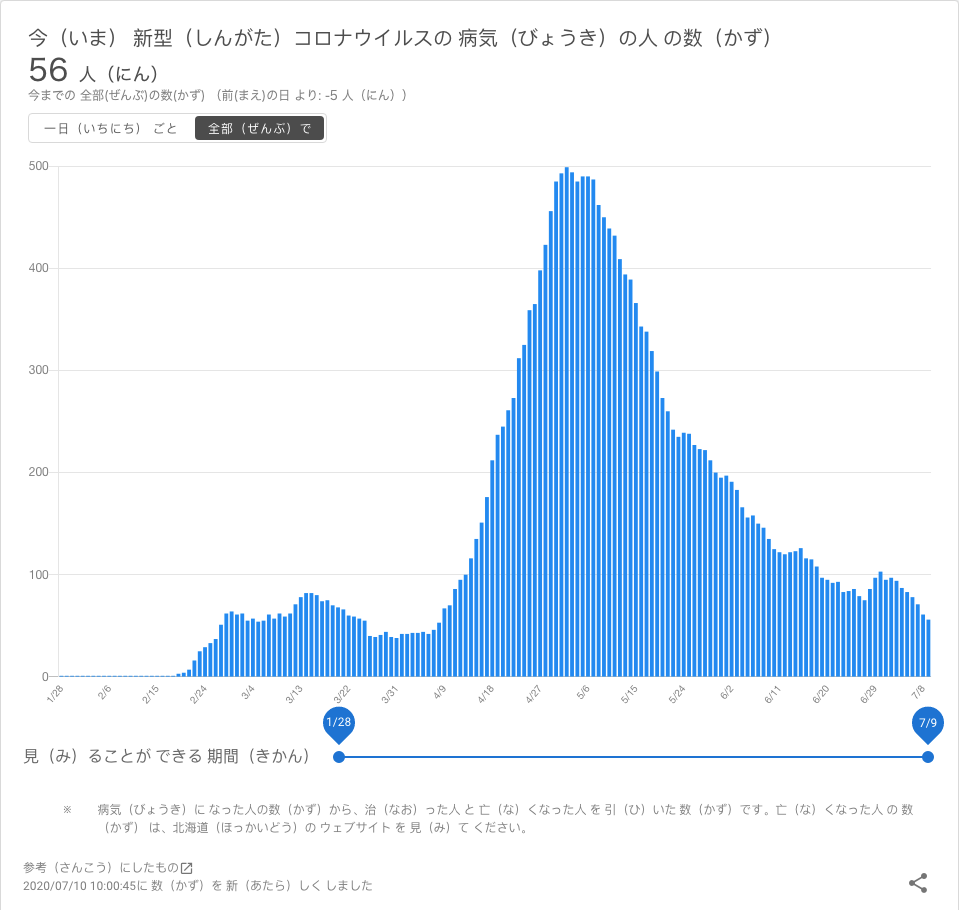 今（いま） 新型（しんがた）コロナウイルスの 病気（びょうき）の人 の数（かず）
56 人（にん）
今までの 全部(ぜんぶ)の数(かず) （前(まえ)の日 より: -5 人（にん））
一日（いちにち） ごと 全部（ぜんぶ）で
500
400
300
200
100
0
1/28 2/6 2/15 2/24 3/4 3/13 3/22 3/31 4/9 4/18 4/27 5/6 5/15 5/24 6/2 6/11 6/20 6/29 7/8
1/28 7/9
見（み）ることが できる 期間（きかん）
※ 病気（びょうき）に なった人の数（かず）から、治（なお）った人 と 亡（な）くなった人 を 引（ひ）いた 数（かず）です。亡（な）くなった人 の 数
（かず） は、北海道（ほっかいどう）の ウェブサイト を 見（み）て ください。
参考（さんこう）にしたもの
2020/07/10 10:00:45に 数（かず）を 新（あたら）しく しました